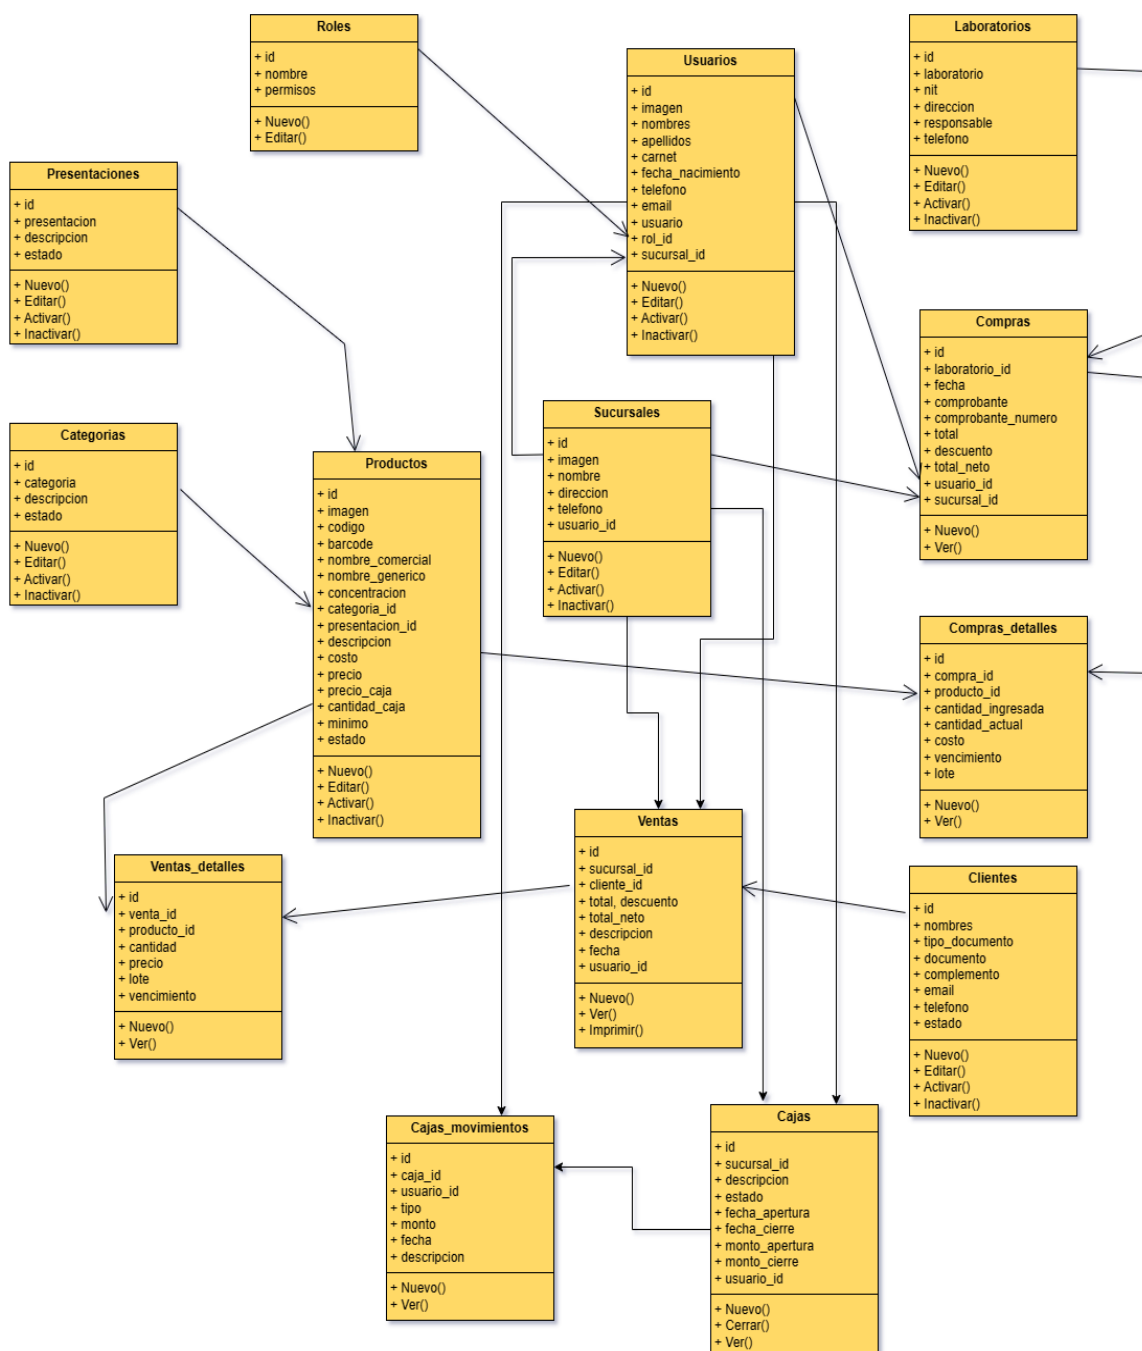 Roles
+ id
+ nombre
+ permisos
+ Nuevo()
+ Editar()
Usuarios
+ id
+ imagen
+ nombres
+ apellidos
+ carnet
+ fecha_nacimiento
+ telefono
+ email
+ usuario
+ rol_id
+ sucursal_id
+ Nuevo()
+ Editar()
+ Activar()
+ Inactivar()
Laboratorios
+ id
+ laboratorio
+ nit
+ direccion
+ responsable
+ telefono
+ Nuevo()
+ Editar()
+ Activar()
+ Inactivar()
Presentaciones
+ id
+ presentacion
+ descripcion
+ estado
+ Nuevo()
+ Editar()
+ Activar()
+ Inactivar()
Compras
+ id
+ laboratorio_id
+ fecha
+ comprobante
+ comprobante_numero
+ total
+ descuento
+ total_neto
+ usuario_id
+ sucursal_id
+ Nuevo()
+ Ver()
Sucursales
+ id
+ imagen
+ nombre
+ direccion
+ telefono
+ usuario_id
+ Nuevo()
+ Editar()
+ Activar()
+ Inactivar()
Categorias
+ id
+ categoria
+ descripcion
+ estado
+ Nuevo()
+ Editar()
+ Activar()
+ Inactivar()
Productos
+ id
+ imagen
+ codigo
+ barcode
+ nombre_comercial
+ nombre_generico
+ concentracion
+ categoria_id
+ presentacion_id
+ descripcion
+ costo
+ precio
+ precio_caja
+ cantidad_caja
+ minimo
+ estado
+ Nuevo()
+ Editar()
+ Activar()
+ Inactivar()
Compras_detalles
+ id
+ compra_id
+ producto_id
+ cantidad_ingresada
+ cantidad_actual
+ costo
+ vencimiento
+ lote
+ Nuevo()
+ Ver()
Ventas
+ id
+ sucursal_id
+ cliente_id
+ total, descuento
+ total_neto
+ descripcion
+ fecha
+ usuario_id
+ Nuevo()
+ Ver()
+ Imprimir()
Ventas_detalles
+ id
+ venta_id
+ producto_id
+ cantidad
+ precio
+ lote
+ vencimiento
+ Nuevo()
+ Ver()
Clientes
+ id
+ nombres
+ tipo_documento
+ documento
+ complemento
+ email
+ telefono
+ estado
+ Nuevo()
+ Editar()
+ Activar()
+ Inactivar()
Cajas_movimientos
+ id
+ caja_id
+ usuario_id
+ tipo
+ monto
+ fecha
+ descripcion
+ Nuevo()
+ Ver()
Cajas
+ id
+ sucursal_id
+ descripcion
+ estado
+ fecha_apertura
+ fecha_cierre
+ monto_apertura
+ monto_cierre
+ usuario_id
+ Nuevo()
+ Cerrar()
+ Ver()